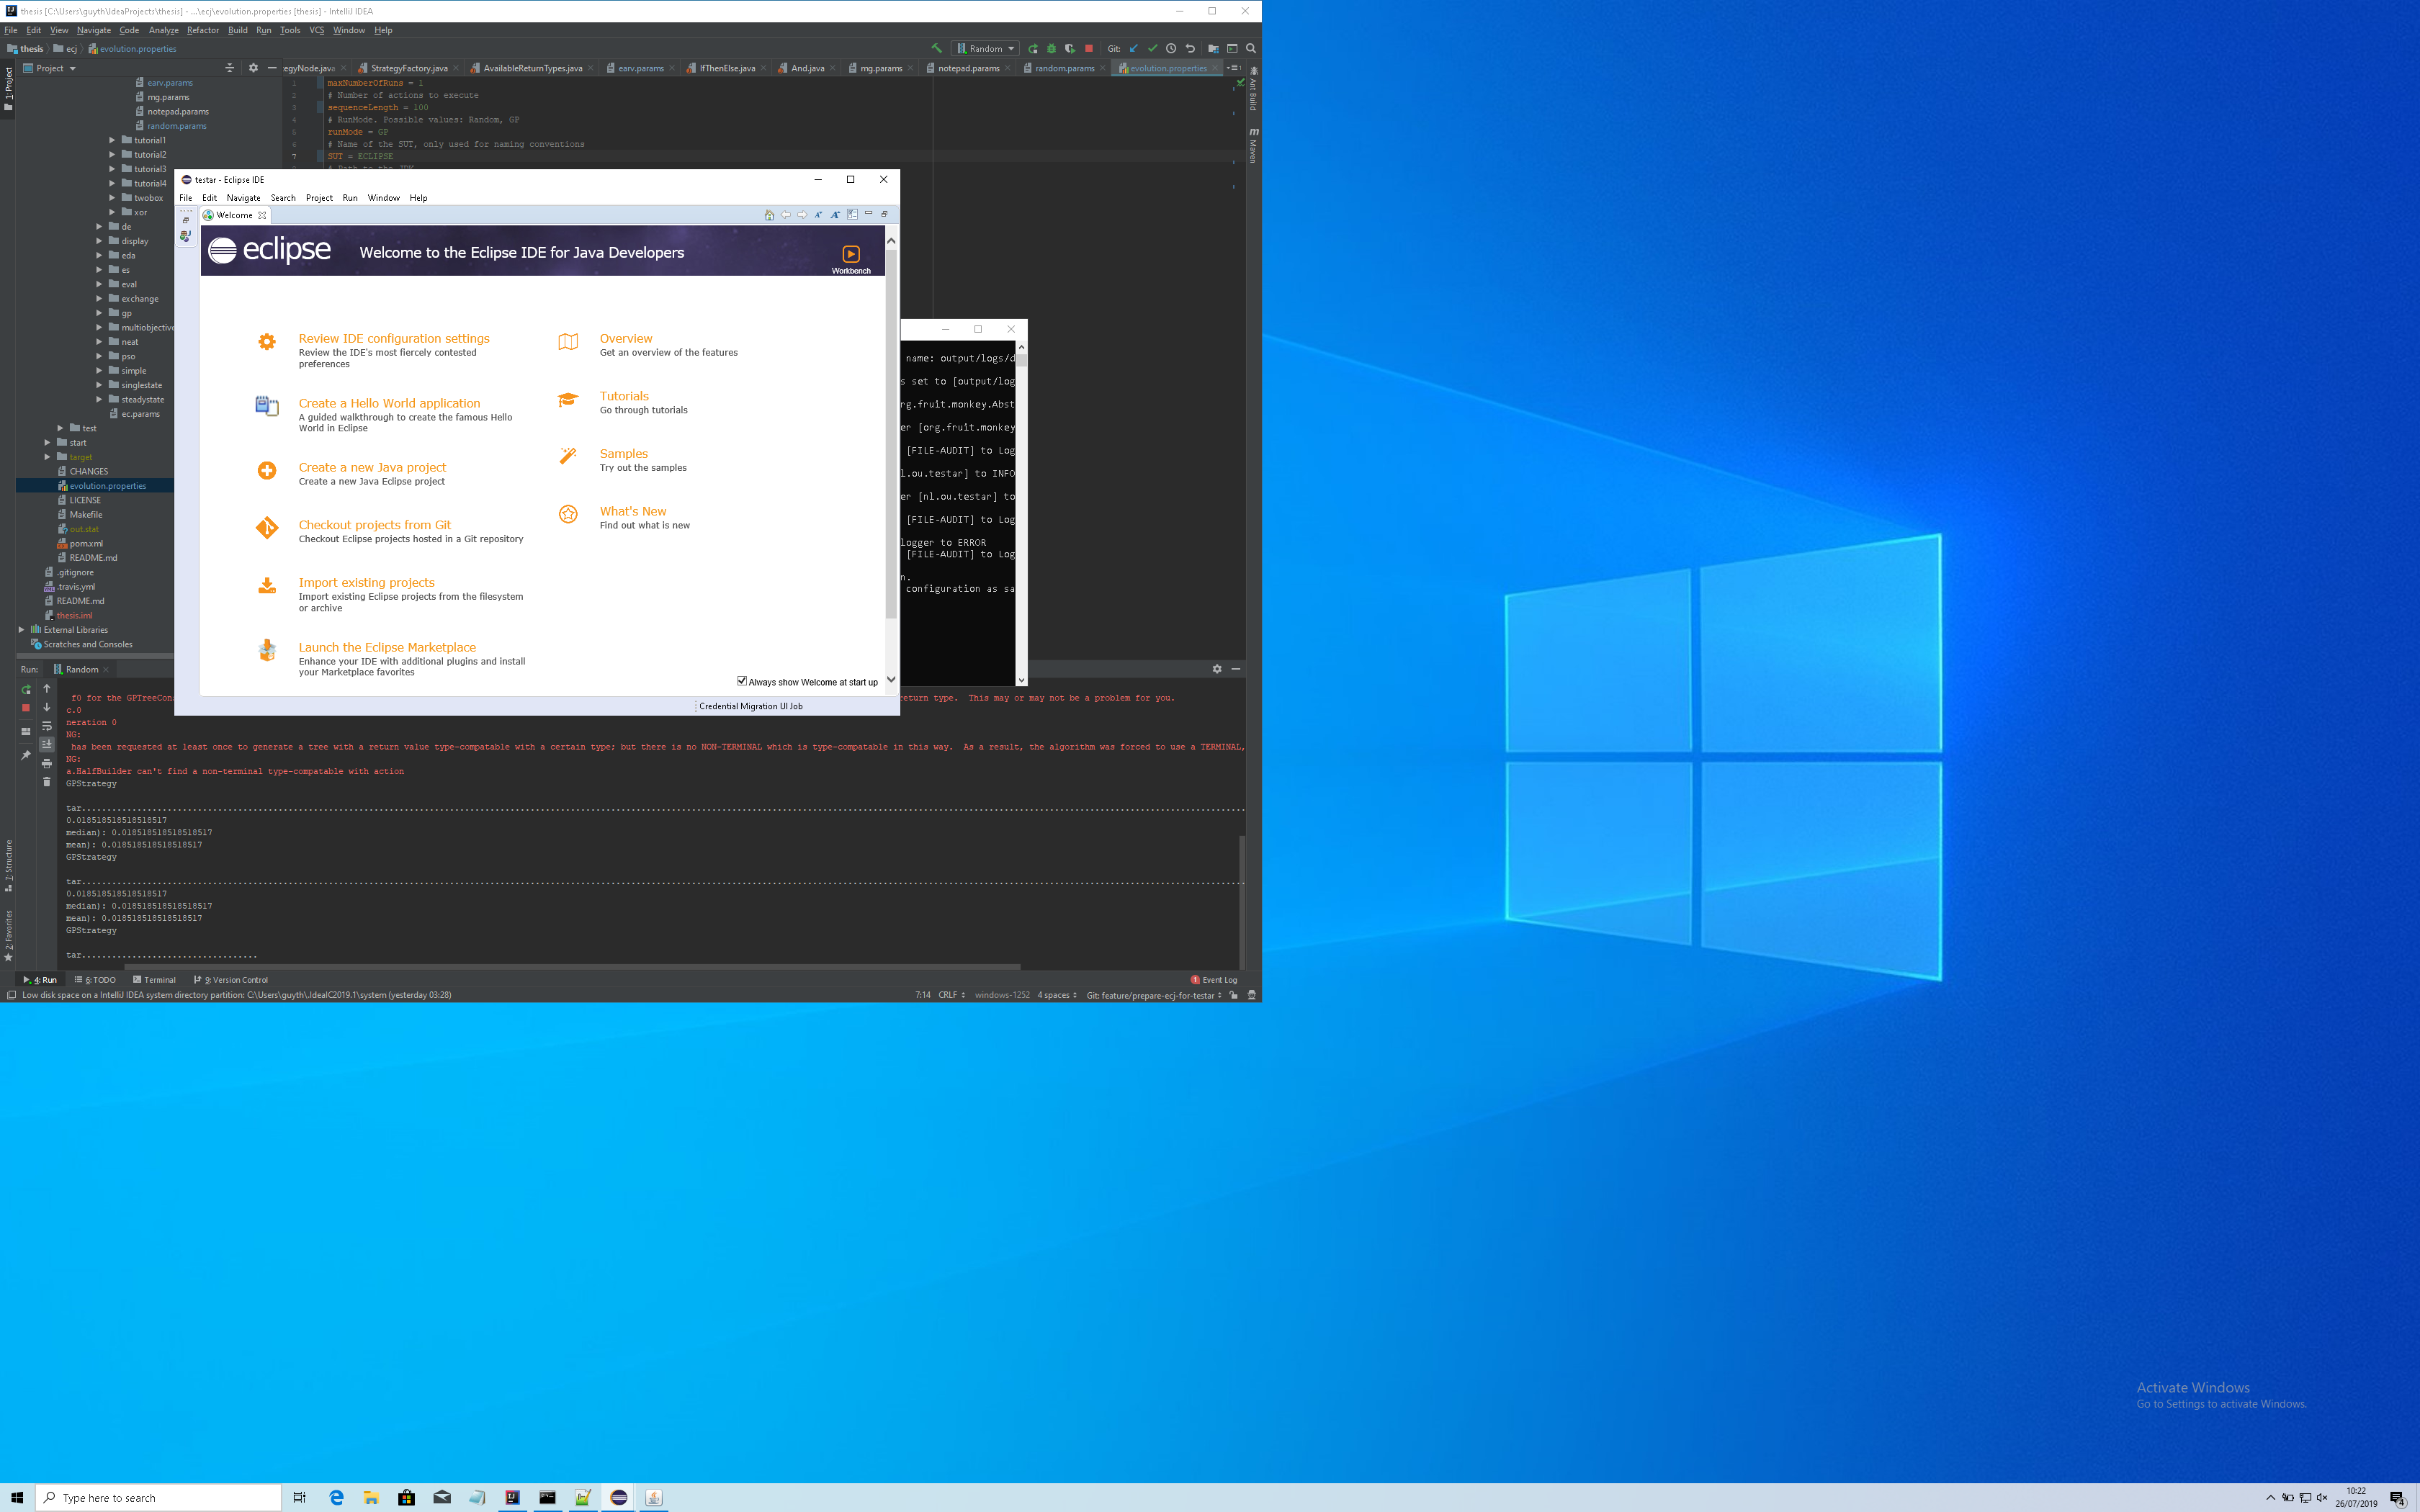 thesis [C:\Users\guyth\IdeaProjects\thesis] - ...\ecj\evolution.properties [thesis] - IntelliJ IDEA
File Edit View Navigate Code Analyze Refactor Build Run Tools VCS Window Help
thesis ecj evolution.properties
Random Git:
Project
egyNode.java StrategyFactory.java AvailableReturnTypes.java earv.params IfThenElse.java And.java mg.params notepad.params random.params evolution.properties
1: Project
Ant Build
Maven
earv.params
mg.params
notepad.params
random.params
tutorial1
tutorial2
tutorial3
tutorial4
twobox
xor
de
display
eda
es
eval
exchange
gp
multiobjective
neat
pso
simple
singlestate
steadystate
ec.params
test
start
target
CHANGES
evolution.properties
LICENSE
Makefile
out.stat
pom.xml
README.md
.gitignore
.travis.yml
README.md
thesis.iml
External Libraries
Scratches and Consoles
1 maxNumberOfRuns = 1
2 # Number of actions to execute
3 sequenceLength = 100
4 # RunMode. Possible values: Random, GP
5 runMode = GP
6 # Name of the SUT, only used for naming conventions
7 SUT = ECLIPSE
testar - Eclipse IDE
File Edit Navigate Search Project Run Window Help
Welcome
eclipse
Welcome to the Eclipse IDE for Java Developers
Workbench
Review IDE configuration settings
Review the IDE's most fiercely contested
preferences
Create a Hello World application
A guided walkthrough to create the famous Hello
World in Eclipse
Create a new Java project
Create a new Java Eclipse project
Checkout projects from Git
Checkout Eclipse projects hosted in a Git repository
Import existing projects
Import existing Eclipse projects from the filesystem
or archive
Launch the Eclipse Marketplace
Enhance your IDE with additional plugins and install
your Marketplace favorites
Overview
Get an overview of the features
Tutorials
Go through tutorials
Samples
Try out the samples
What's New
Find out what is new
Always show Welcome at start up
Credential Migration UI Job
name: output/logs/d
s set to [output/log
rg.fruit.monkey.Abst
er [org.fruit.monkey
[FILE-AUDIT] to Log
l.ou.testar] to INFO
er [nl.ou.testar] to
[FILE-AUDIT] to Log
logger to ERROR
[FILE-AUDIT] to Log
n.
configuration as sa
Run: Random
f0 for the GPTreeCons return type. This may or may not be a problem for you.
c.0
neration 0
NG:
has been requested at least once to generate a tree with a return value type-compatable with a certain type; but there is no NON-TERMINAL which is type-compatable in this way. As a result, the algorithm was forced to use a TERMINAL,
NG:
a.HalfBuilder can't find a non-terminal type-compatable with action
GPStrategy
tar...
0.018518518518518517
median): 0.018518518518518517
mean): 0.018518518518518517
GPStrategy
tar...
0.018518518518518517
median): 0.018518518518518517
mean): 0.018518518518518517
GPStrategy
tar...................................
7: Structure
2: Favorites
4: Run 6: TODO Terminal 9: Version Control 1 Event Log
Low disk space on a IntelliJ IDEA system directory partition: C:\Users\guyth\.IdeaIC2019.1\system (yesterday 03:28) 7:14 CRLF windows-1252 4 spaces Git: feature/prepare-ecj-for-testar
Activate Windows
Go to Settings to activate Windows.
Type here to search
10:22
26/07/2019
4